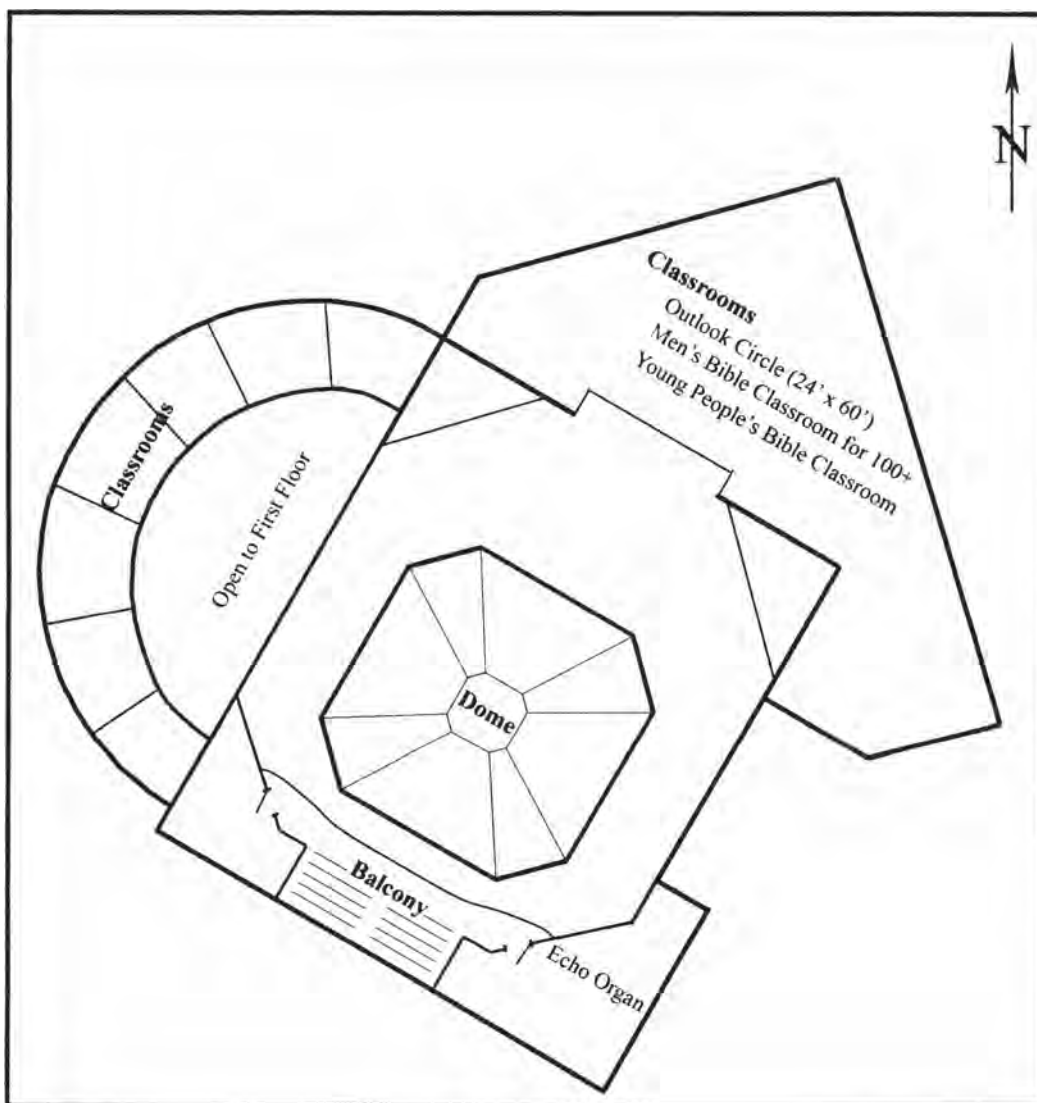 N
Classrooms
Outlook Circle (24' x 60')
Men's Bible Classroom for 100+
Young People's Bible Classroom
Classrooms
Open to First Floor
Dome
Balcony
Echo Organ